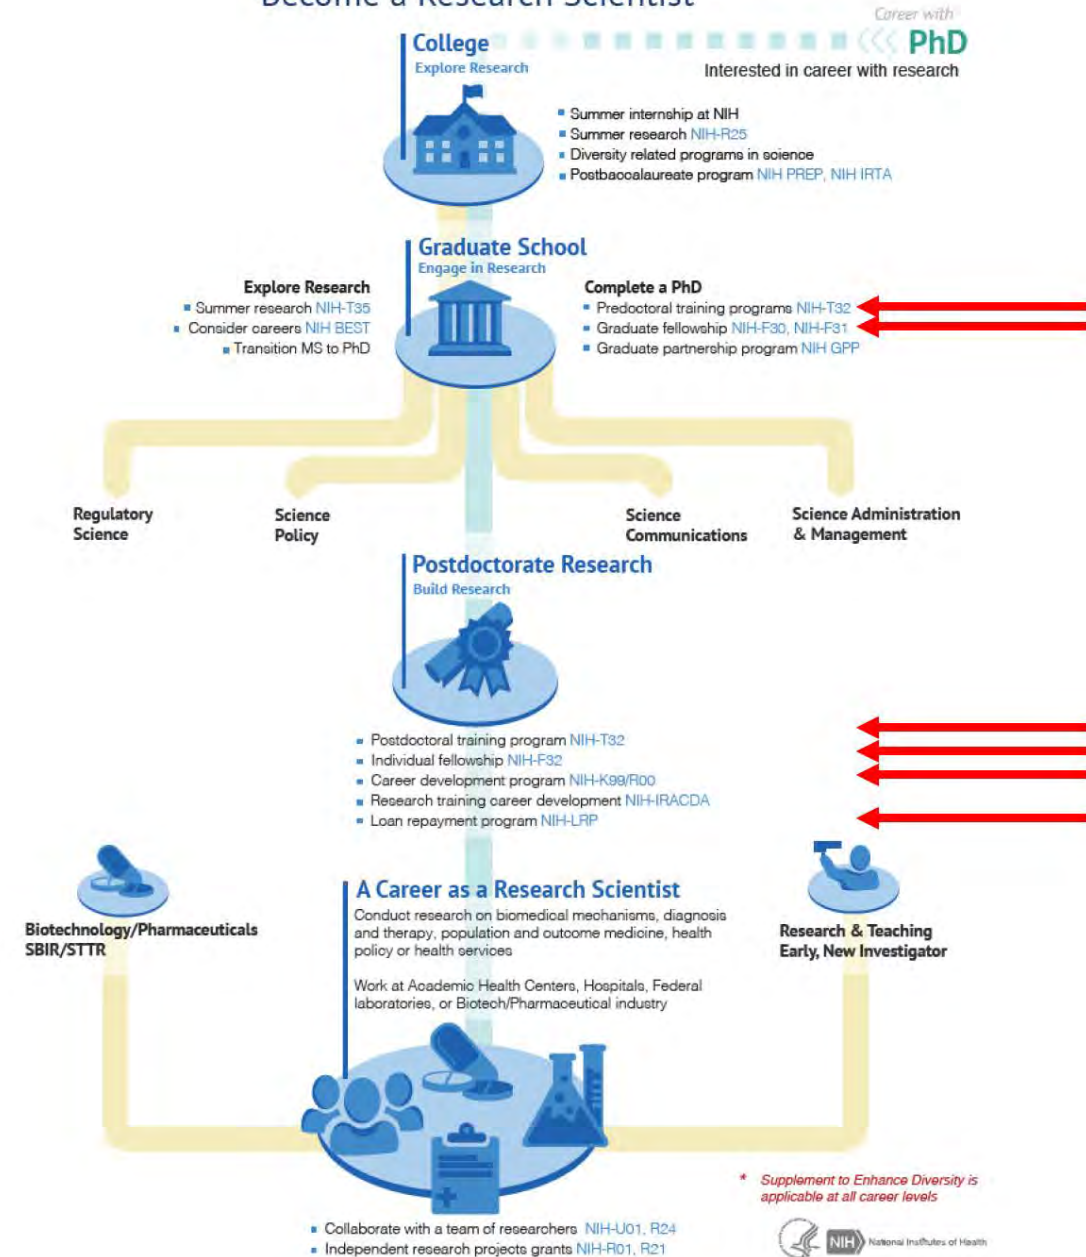 Become a Research Scientist
Career with
PhD
Interested in career with research
College
Explore Research
Summer internship at NIH
Summer research NIH-R25
Diversity related programs in science
Postbaccalaureate program NIH PREP, NIH IRTA
Graduate School
Engage in Research
Explore Research
Summer research NIH-T35
Consider careers NIH BEST
Transition MS to PhD
Complete a PhD
Predoctoral training programs NIH-T32
Graduate fellowship NIH-F30, NIH-F31
Graduate partnership program NIH GPP
Regulatory
Science
Science
Policy
Science
Communications
Science Administration
& Management
Postdoctorate Research
Build Research
Postdoctoral training program NIH-T32
Individual fellowship NIH-F32
Career development program NIH-K99/R00
Research training career development NIH-IRACDA
Loan repayment program NIH-LRP
Biotechnology/Pharmaceuticals
SBIR/STTR
A Career as a Research Scientist
Conduct research on biomedical mechanisms, diagnosis
and therapy, population and outcome medicine, health
policy or health services
Work at Academic Health Centers, Hospitals, Federal
laboratories, or Biotech/Pharmaceutical industry
Research & Teaching
Early, New Investigator
* Supplement to Enhance Diversity is
applicable at all career levels
Collaborate with a team of researchers NIH-U01, R24
Independent research projects grants NIH-R01, R21
NIH National Institutes of Health